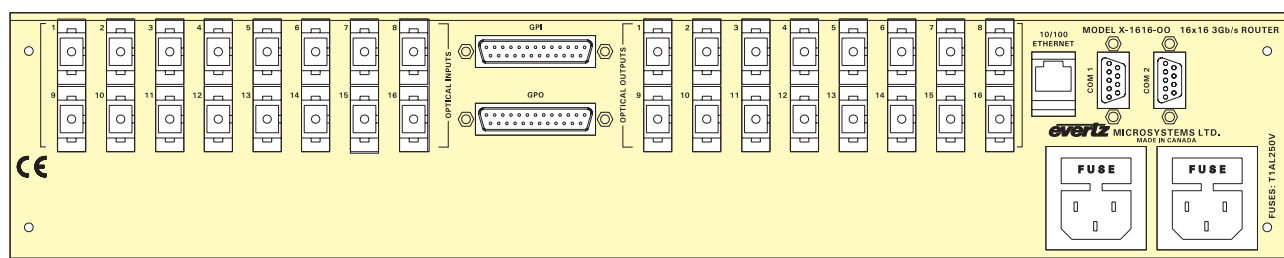 1 2 3 4 5 6 7 8
9 10 11 12 13 14 15 16
OPTICAL INPUTS
GPI
GPO
OPTICAL OUTPUTS
1 2 3 4 5 6 7 8
9 10 11 12 13 14 15 16
10/100
ETHERNET
MODEL X-1616-OO 16x16 3Gb/s ROUTER
COM 1
COM 2
evertz MICROSYSTEMS LTD.
MADE IN CANADA
CE
FUSE
FUSE
FUSES: T1AL250V